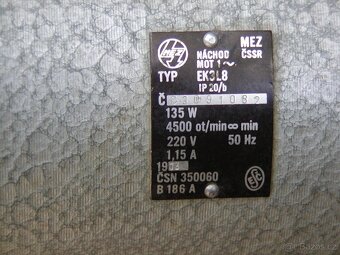 MEZ
MEZ
NÁCHOD ČSSR
MOT 1~
TYP EK3L8
IP 20/b
Č
135 W
4500 ot/min ∞ min
220 V 50 Hz
1,15 A
ČSN 350060
B 186 A